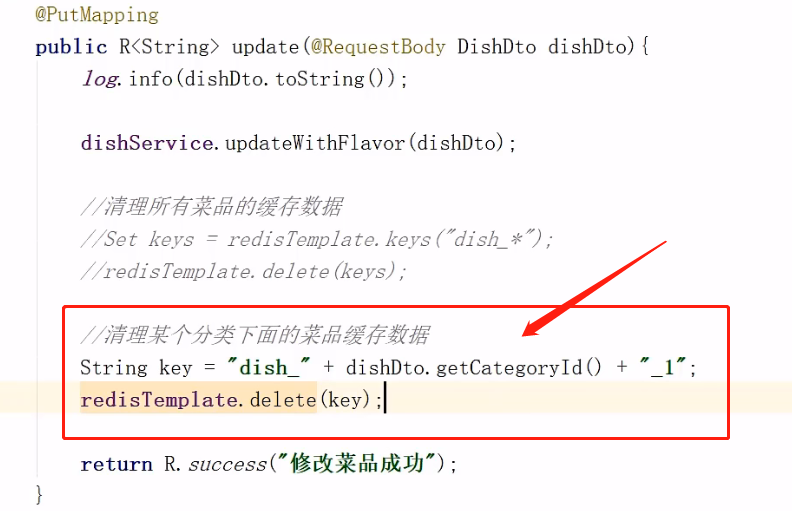 @PutMapping
public R<String> update(@RequestBody DishDto dishDto){
log.info(dishDto.toString());
dishService.updateWithFlavor(dishDto);
//清理所有菜品的缓存数据
//Set keys = redisTemplate.keys("dish_*");
//redisTemplate.delete(keys);
//清理某个分类下面的菜品缓存数据
String key = "dish_" + dishDto.getCategoryId() + "_1";
redisTemplate.delete(key);
return R.success("修改菜品成功");
}